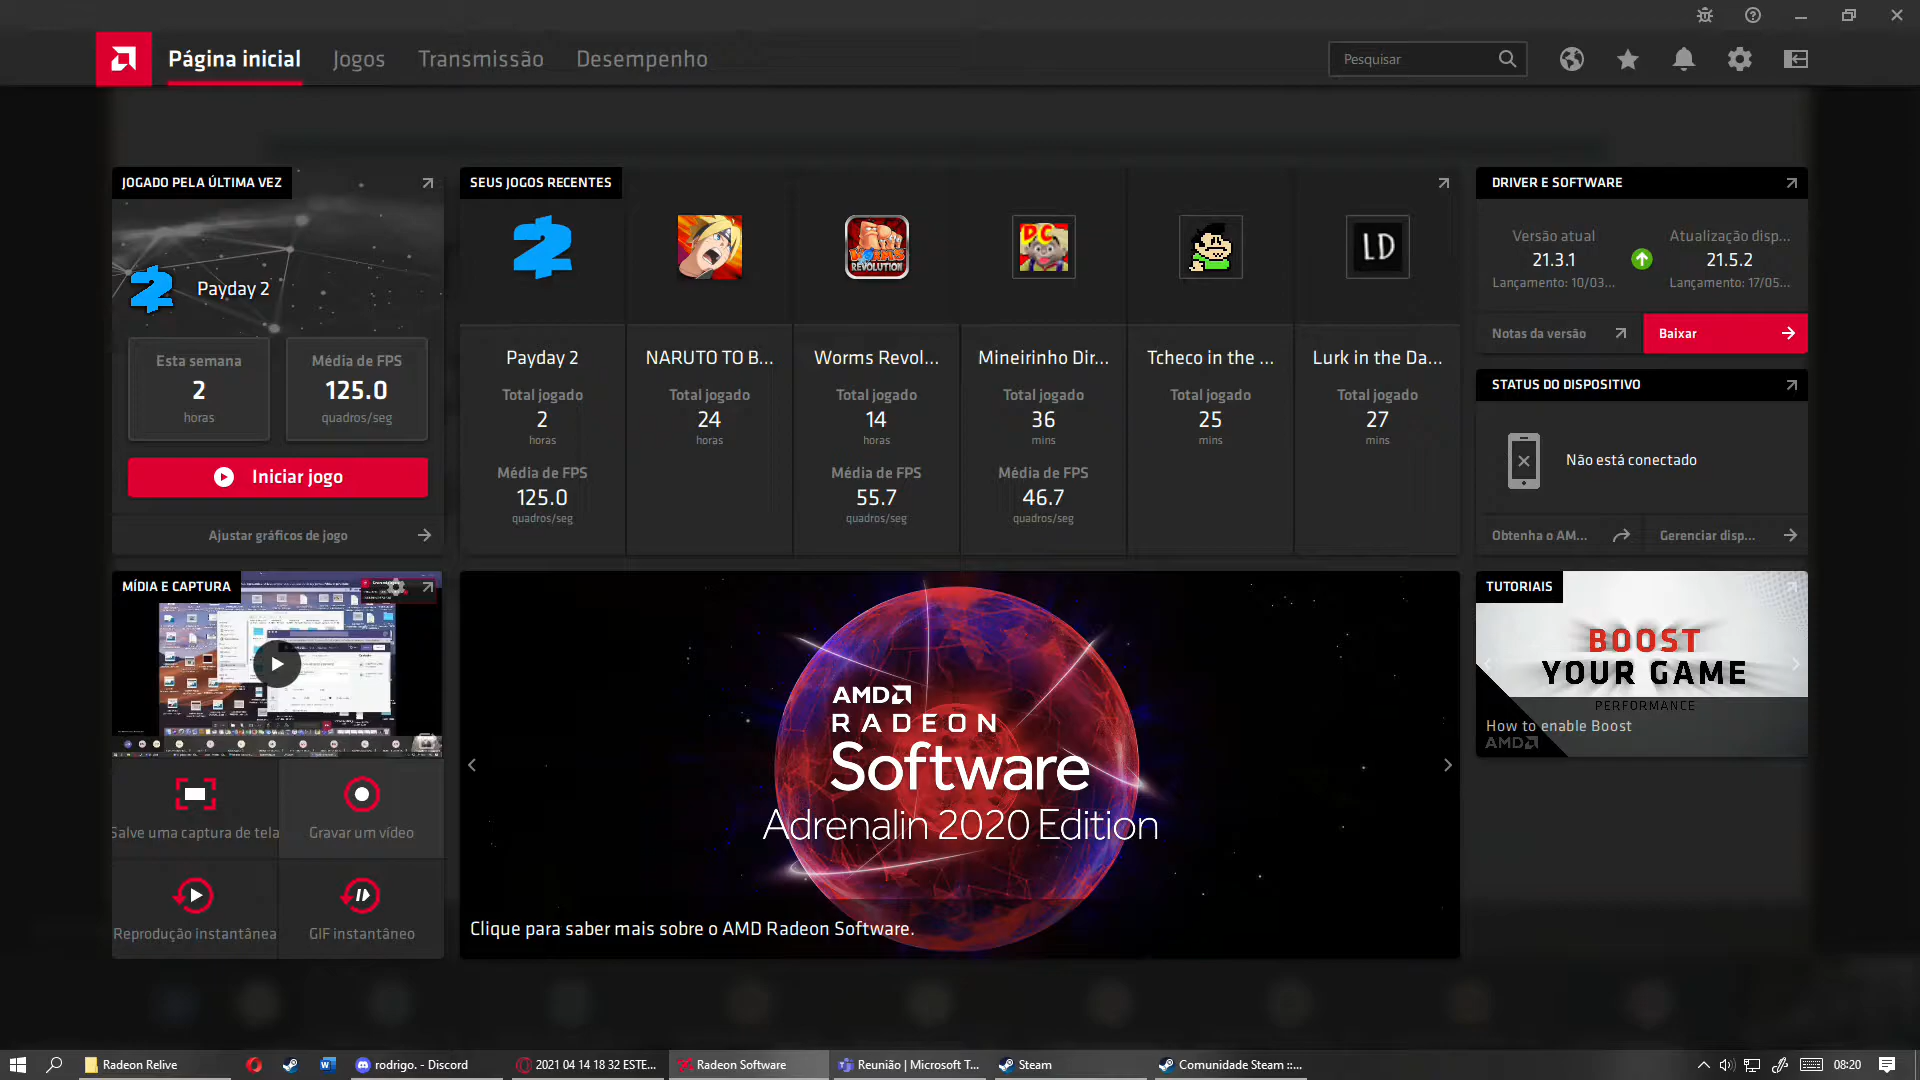 Página inicial
Jogos
Transmissão
Desempenho
Pesquisar
JOGADO PELA ÚLTIMA VEZ
Payday 2
Esta semana
2
horas
Média de FPS
125.0
quadros/seg
Iniciar jogo
Ajustar gráficos de jogo
SEUS JOGOS RECENTES
2
WORMS
REVOLUTION
DC
LD
Payday 2
Total jogado
2
horas
Média de FPS
125.0
quadros/seg
NARUTO TO B...
Total jogado
24
horas
Worms Revol...
Total jogado
14
horas
Média de FPS
55.7
quadros/seg
Mineirinho Dir...
Total jogado
36
mins
Média de FPS
46.7
quadros/seg
Tcheco in the ...
Total jogado
25
mins
Lurk in the Da...
Total jogado
27
mins
DRIVER E SOFTWARE
Versão atual
21.3.1
Lançamento: 10/03...
Atualização disp...
21.5.2
Lançamento: 17/05...
Notas da versão
Baixar
STATUS DO DISPOSITIVO
Não está conectado
Obtenha o AM...
Gerenciar disp...
MÍDIA E CAPTURA
Salve uma captura de tela
Gravar um vídeo
Reprodução instantânea
GIF instantâneo
AMD
RADEON
Software
Adrenalin 2020 Edition
Clique para saber mais sobre o AMD Radeon Software.
TUTORIAIS
BOOST
YOUR GAME
PERFORMANCE
How to enable Boost
AMD
Radeon Relive
rodrigo. - Discord
2021 04 14 18 32 ESTE...
Radeon Software
Reunião | Microsoft T...
Steam
Comunidade Steam ::...
08:20